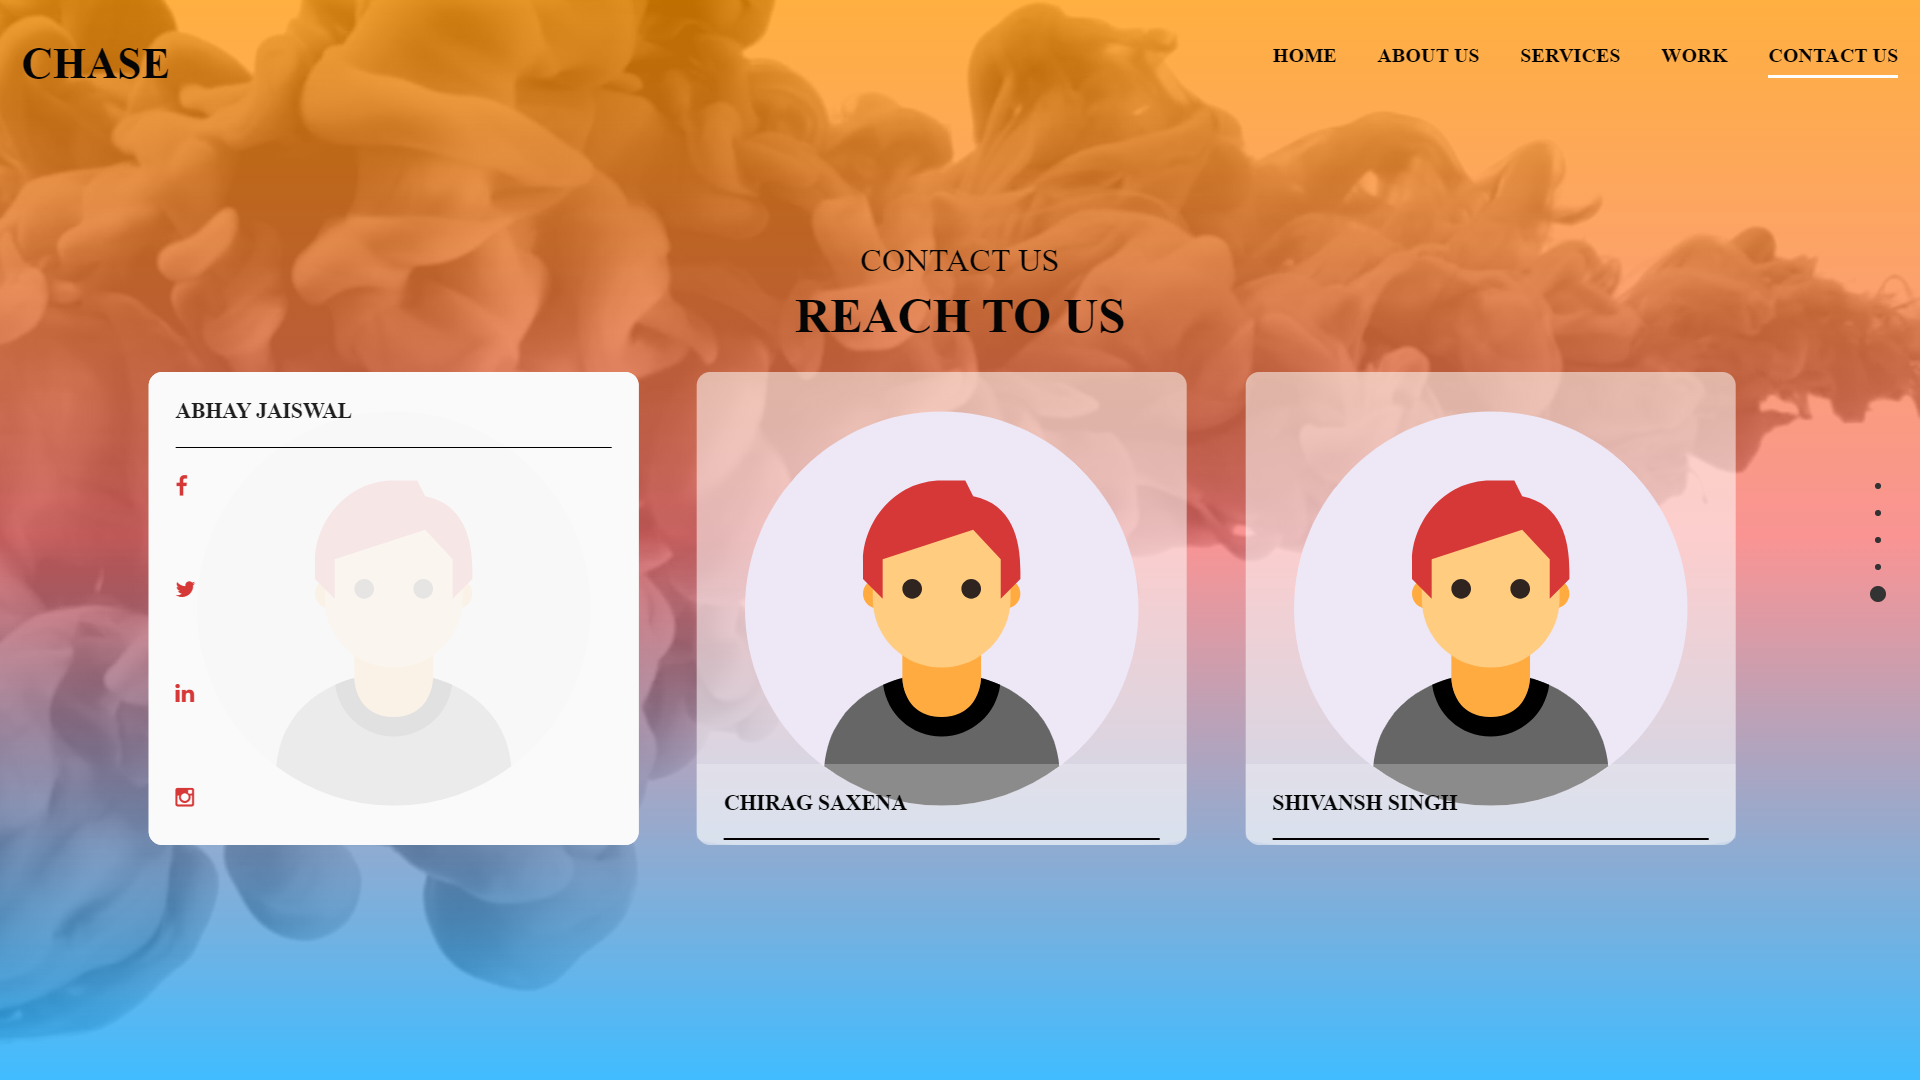 CHASE
HOME ABOUT US SERVICES WORK CONTACT US
CONTACT US
REACH TO US
ABHAY JAISWAL
CHIRAG SAXENA
SHIVANSH SINGH